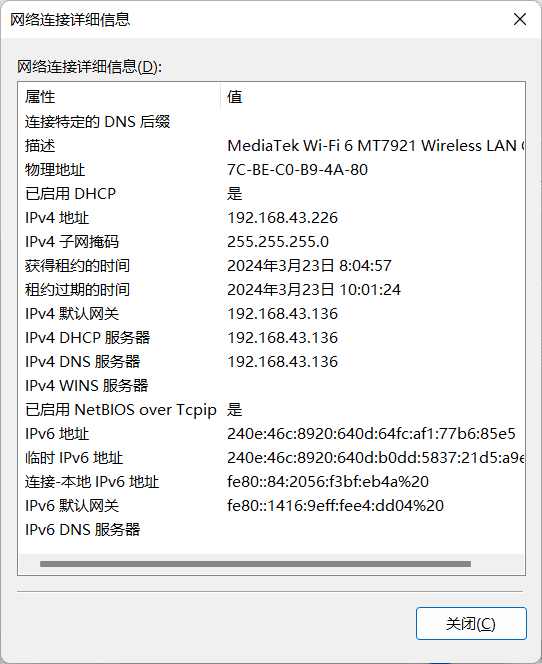 网络连接详细信息
网络连接详细信息(D):
属性 值
连接特定的 DNS 后缀
描述 MediaTek Wi-Fi 6 MT7921 Wireless LAN
物理地址 7C-BE-C0-B9-4A-80
已启用 DHCP 是
IPv4 地址 192.168.43.226
IPv4 子网掩码 255.255.255.0
获得租约的时间 2024年3月23日 8:04:57
租约过期的时间 2024年3月23日 10:01:24
IPv4 默认网关 192.168.43.136
IPv4 DHCP 服务器 192.168.43.136
IPv4 DNS 服务器 192.168.43.136
IPv4 WINS 服务器
已启用 NetBIOS over Tcpip 是
IPv6 地址 240e:46c:8920:640d:64fc:af1:77b6:85e5
临时 IPv6 地址 240e:46c:8920:640d:b0dd:5837:21d5:a9e
连接-本地 IPv6 地址 fe80::84:2056:f3bf:eb4a%20
IPv6 默认网关 fe80::1416:9eff:fee4:dd04%20
IPv6 DNS 服务器
关闭(C)